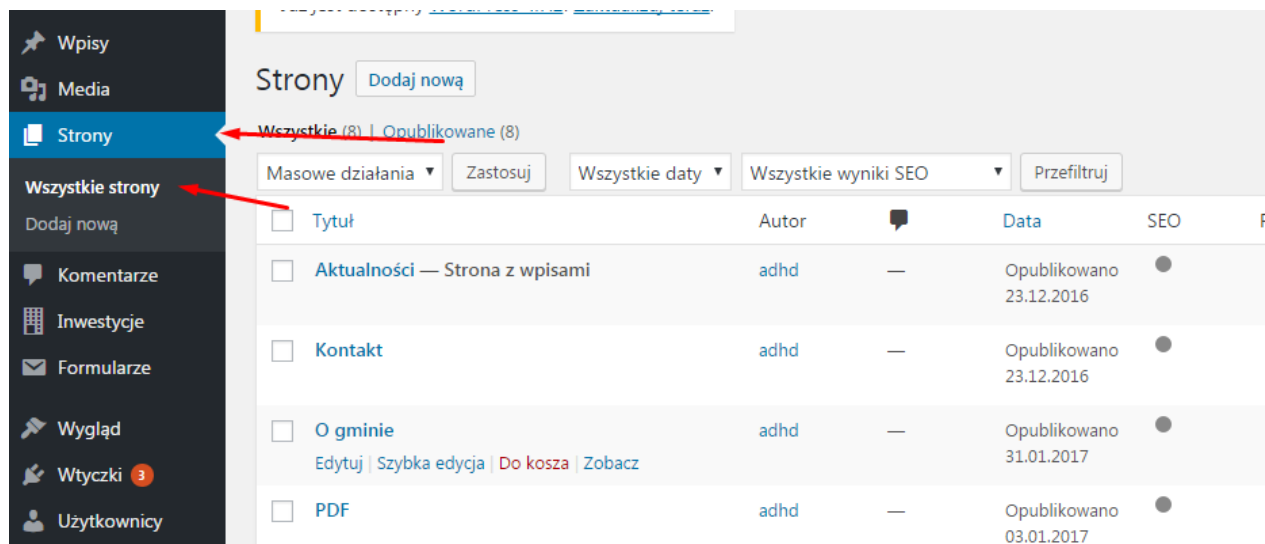 Wpisy
Media
Strony
Wszystkie strony
Dodaj nową
Komentarze
Inwestycje
Formularze
Wygląd
Wtyczki 3
Użytkownicy
Strony Dodaj nową
Wszystkie (8) | Opublikowane (8)
Masowe działania Zastosuj Wszystkie daty Wszystkie wyniki SEO Przefiltruj
Tytuł Autor Data SEO
Aktualności — Strona z wpisami adhd — Opublikowano
23.12.2016
Kontakt adhd — Opublikowano
23.12.2016
O gminie adhd — Opublikowano
Edytuj | Szybka edycja | Do kosza | Zobacz 31.01.2017
PDF adhd — Opublikowano
03.01.2017